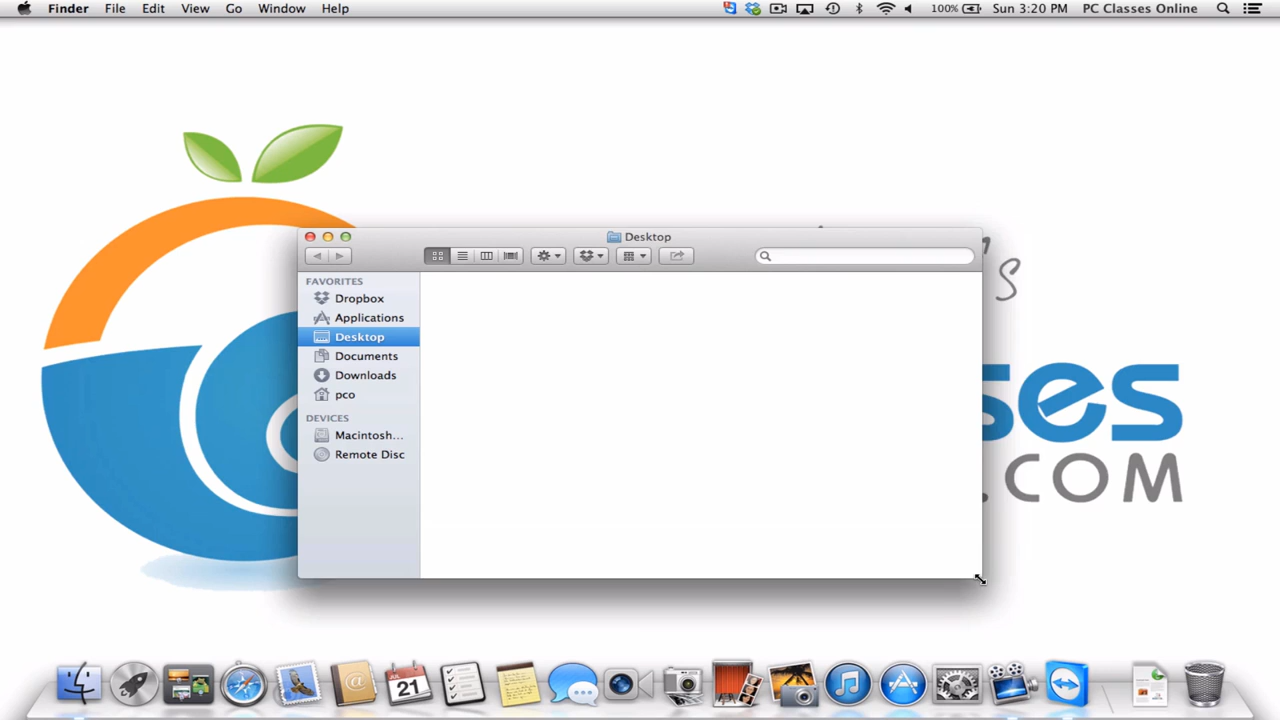 Finder File Edit View Go Window Help 100% Sun 3:20 PM PC Classes Online
Desktop
FAVORITES
Dropbox
Applications
Desktop
Documents
Downloads
pco
DEVICES
Macintosh...
Remote Disc
's
ses
.COM
JUL
21